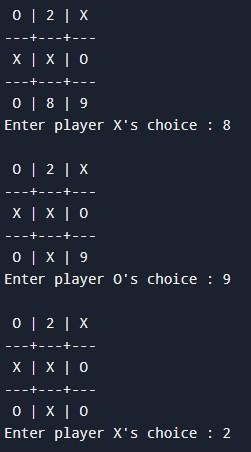 O | 2 | X
---+---+---
X | X | O
---+---+---
O | 8 | 9
Enter player X's choice : 8
O | 2 | X
---+---+---
X | X | O
---+---+---
O | X | 9
Enter player O's choice : 9
O | 2 | X
---+---+---
X | X | O
---+---+---
O | X | O
Enter player X's choice : 2